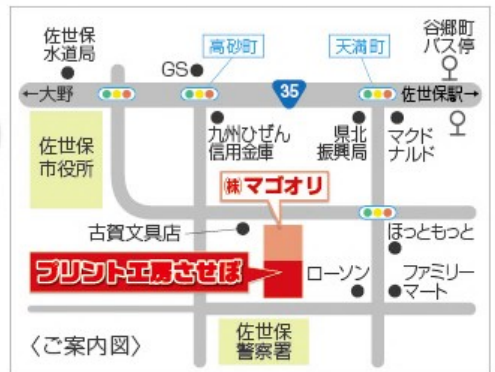 佐世保
水道局
GS
高砂町
天満町
谷郷町
バス停
←大野
35
佐世保駅→
佐世保
市役所
九州ひぜん
信用金庫
県北
振興局
マクド
ナルド
㈱マゴオリ
古賀文具店
ほっともっと
プリント工房させぼ
ローソン
ファミリー
マート
〈ご案内図〉
佐世保
警察署